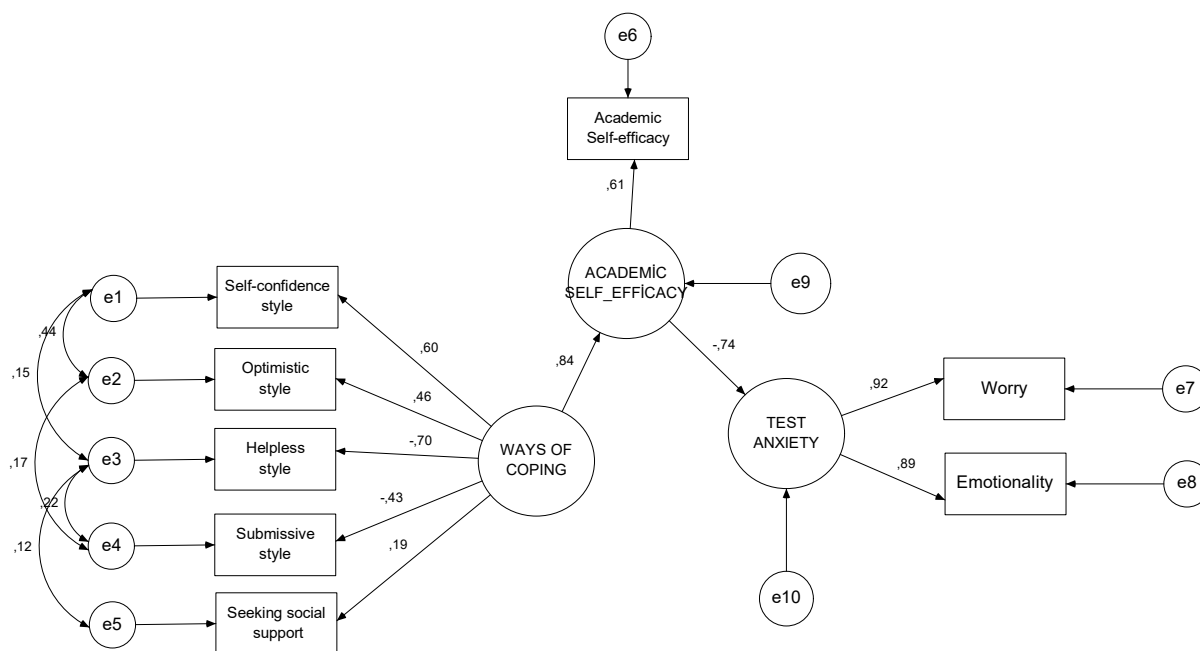 e6
Academic
Self-efficacy
,61
ACADEMİC
SELF_EFFİCACY
e9
e1
Self-confidence
style
,44
,15
,60
,84
-,74
e2
Optimistic
style
,46
,92
Worry
e7
e3
Helpless
style
-,70
WAYS OF
COPING
TEST
ANXIETY
,17
,22
,89
Emotionality
e8
-,43
e4
Submissive
style
,12
,19
e10
e5
Seeking social
support